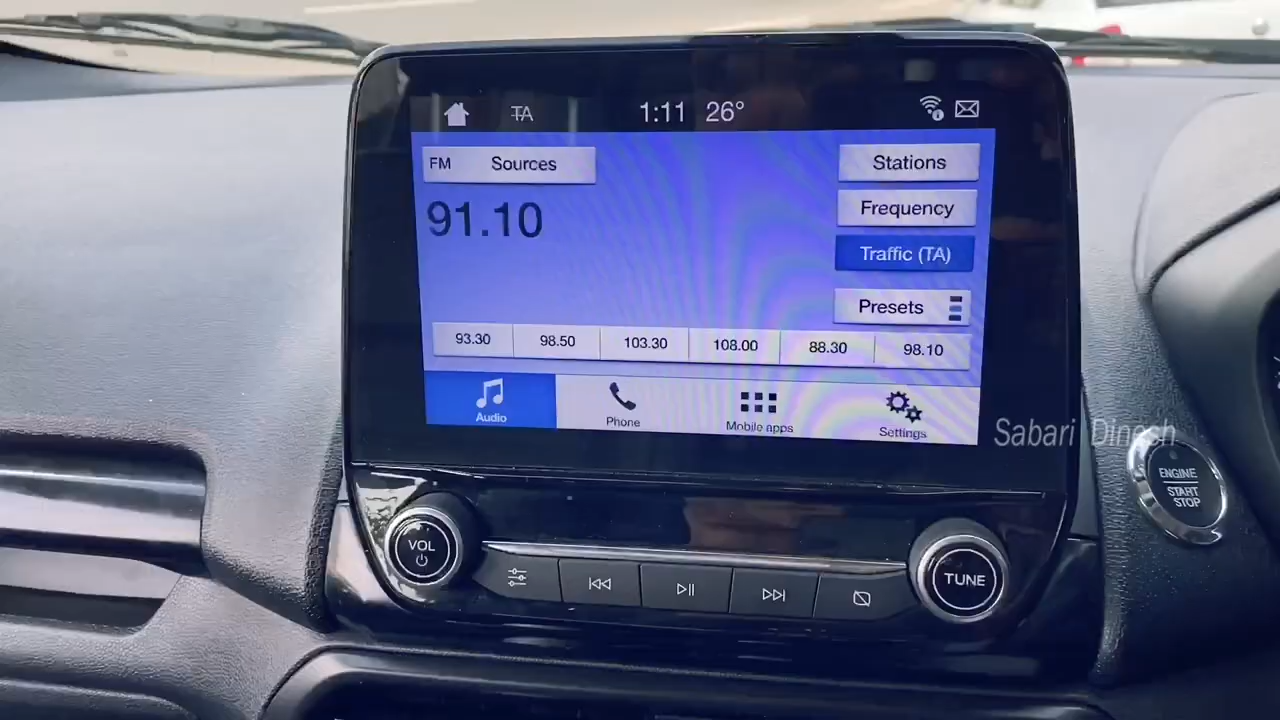 TA 1:11 26°
FM Sources
Stations
91.10
Frequency
Traffic (TA)
Presets
93.30 98.50 103.30 108.00 88.30 98.10
Audio Phone Mobile apps Settings
Sabari Dinesh
ENGINE
START
STOP
VOL
TUNE